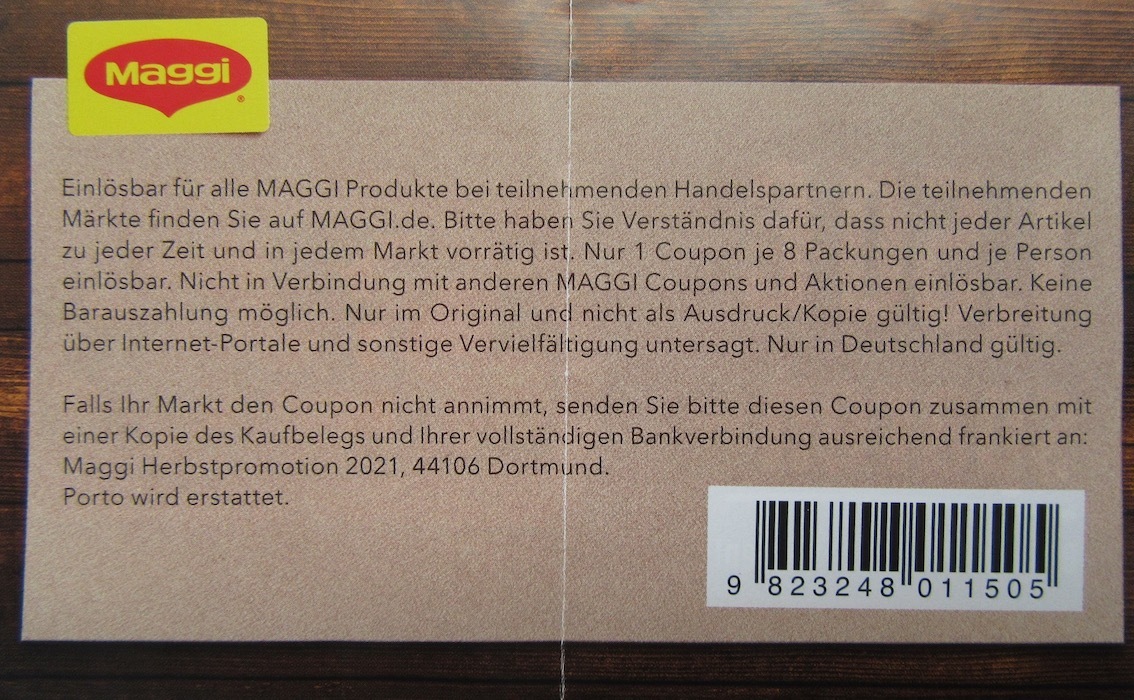 Maggi
®
Einlösbar für alle MAGGI Produkte bei teilnehmenden Handelspartnern. Die teilnehmenden
Märkte finden Sie auf MAGGI.de. Bitte haben Sie Verständnis dafür, dass nicht jeder Artikel
zu jeder Zeit und in jedem Markt vorrätig ist. Nur 1 Coupon je 8 Packungen und je Person
einlösbar. Nicht in Verbindung mit anderen MAGGI Coupons und Aktionen einlösbar. Keine
Barauszahlung möglich. Nur im Original und nicht als Ausdruck/Kopie gültig! Verbreitung
über Internet-Portale und sonstige Vervielfältigung untersagt. Nur in Deutschland gültig.
Falls Ihr Markt den Coupon nicht annimmt, senden Sie bitte diesen Coupon zusammen mit
einer Kopie des Kaufbelegs und Ihrer vollständigen Bankverbindung ausreichend frankiert an:
Maggi Herbstpromotion 2021, 44106 Dortmund.
Porto wird erstattet.
9 823248 011505